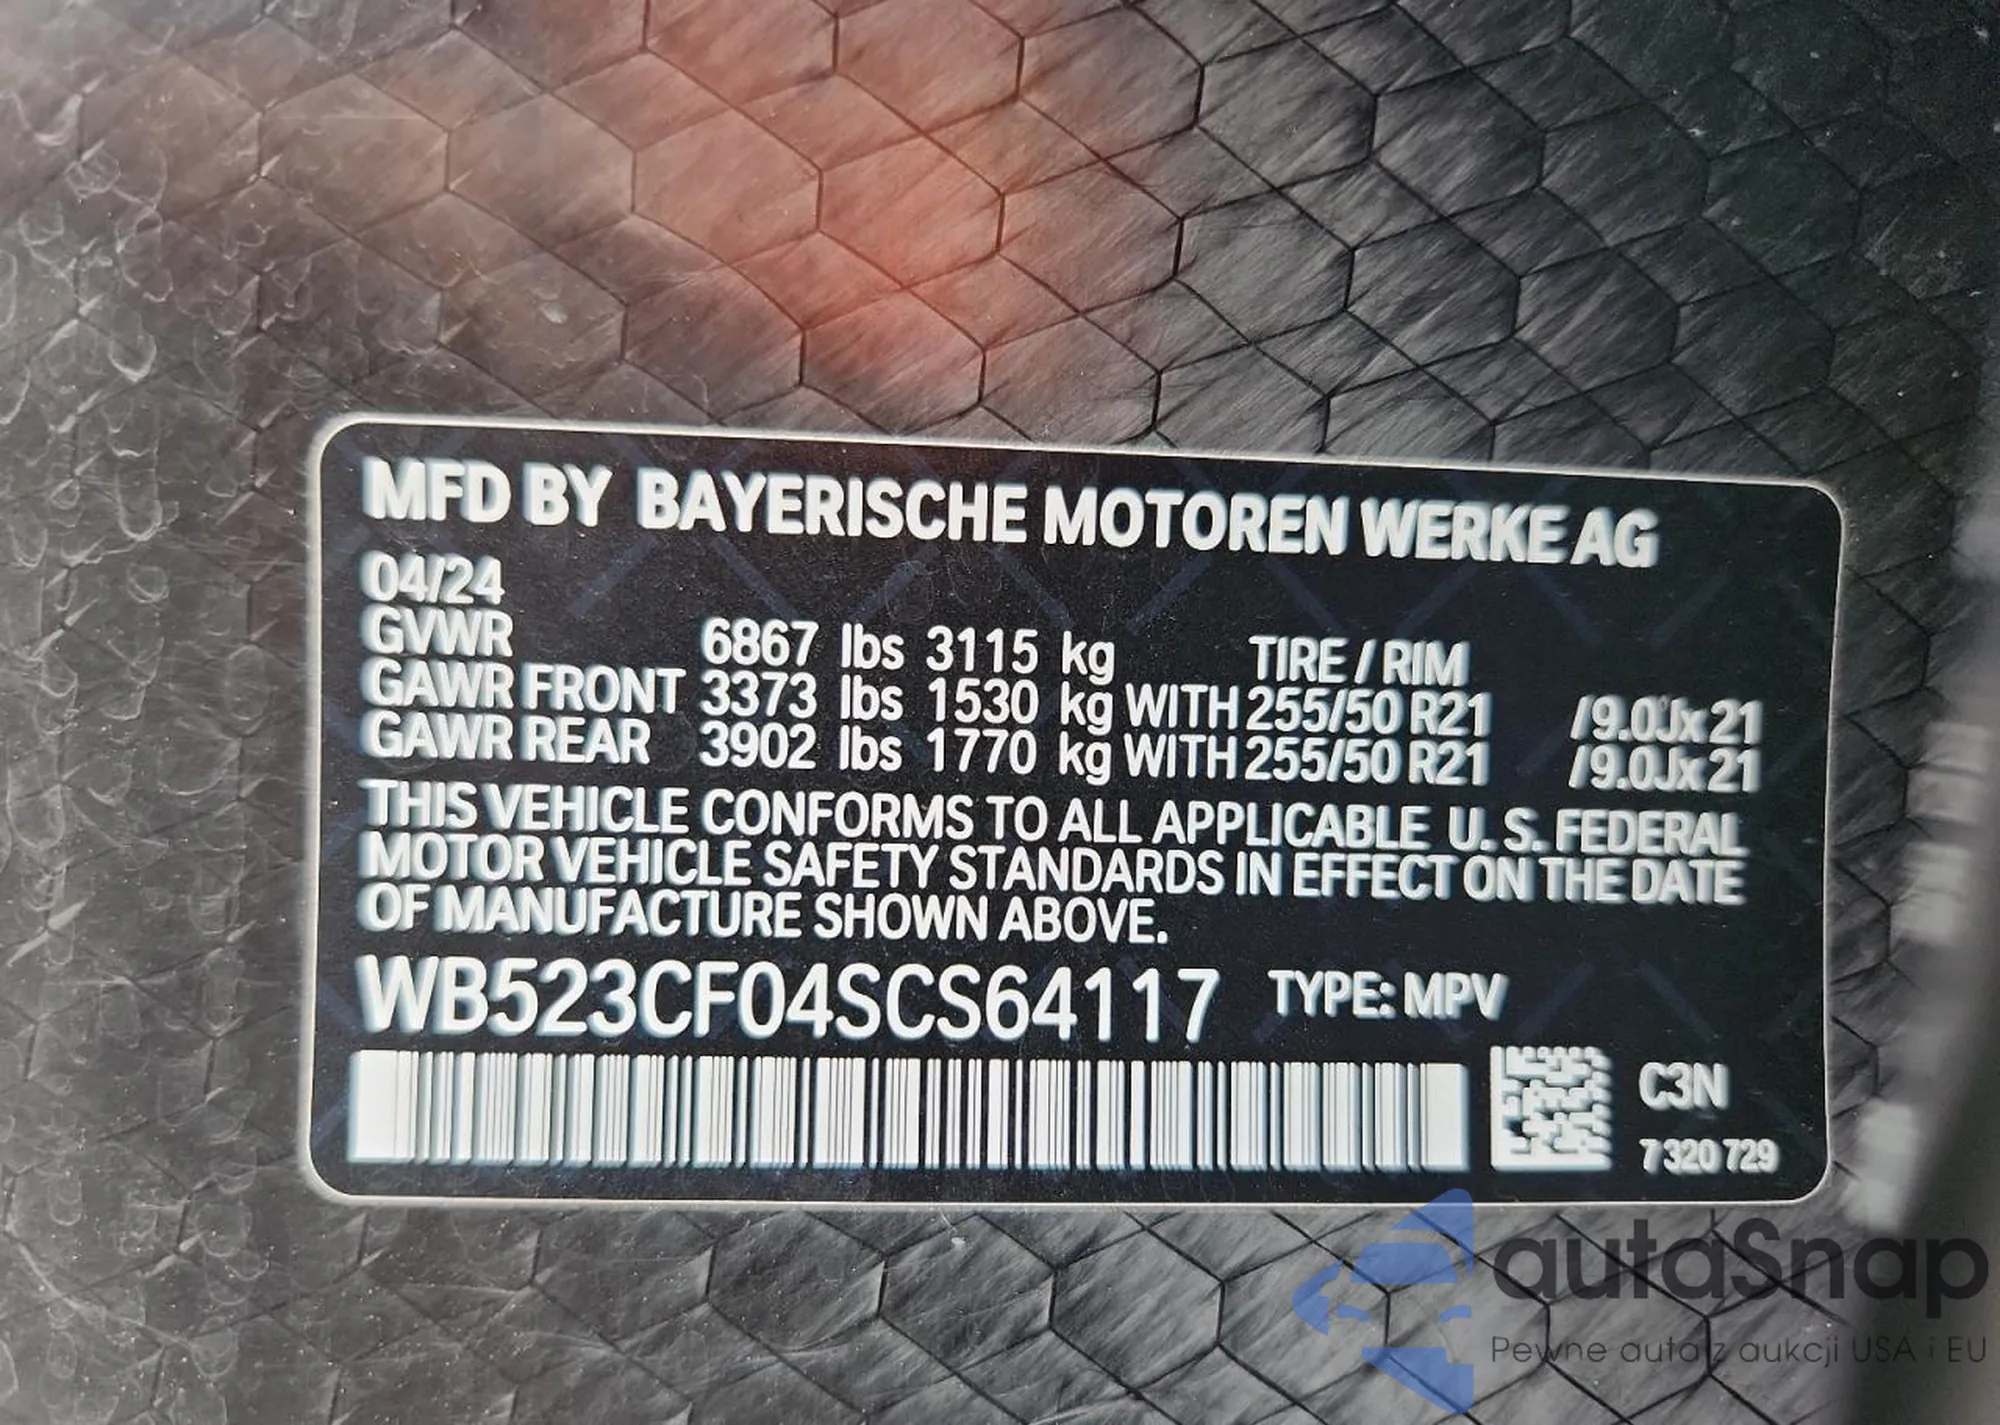 MFD BY BAYERISCHE MOTOREN WERKE AG
04/24
GVWR 6867 lbs 3115 kg TIRE / RIM
GAWR FRONT 3373 lbs 1530 kg WITH 255/50 R21 /9.0Jx21
GAWR REAR 3902 lbs 1770 kg WITH 255/50 R21 /9.0Jx21
THIS VEHICLE CONFORMS TO ALL APPLICABLE U. S. FEDERAL
MOTOR VEHICLE SAFETY STANDARDS IN EFFECT ON THE DATE
OF MANUFACTURE SHOWN ABOVE.
WB523CF04SCS64117 TYPE: MPV
C3N
7 320 729
autaSnap
Pewne auta z aukcji USA i EU